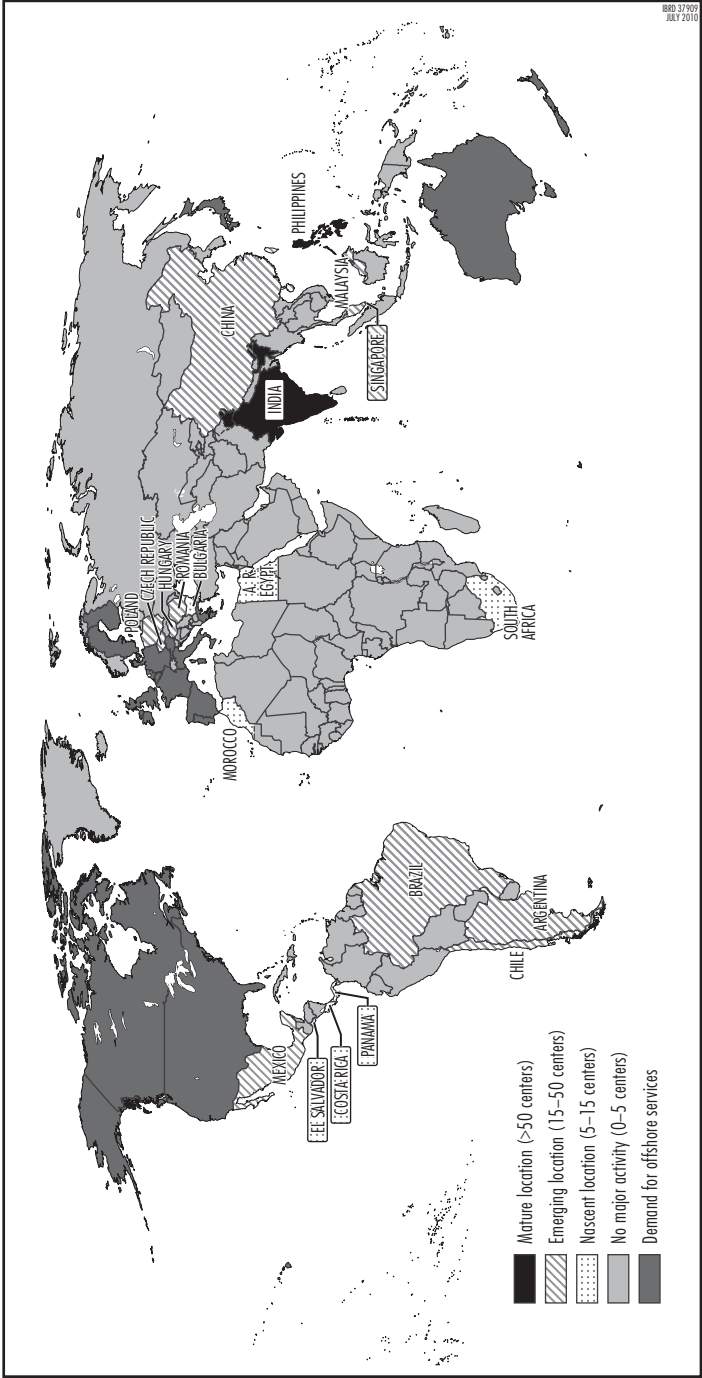 IBRD 37909
JULY 2010
POLAND
CZECH REPUBLIC
HUNGARY
ROMANIA
BULGARIA
CHINA
PHILIPPINES
MALAYSIA
SINGAPORE
INDIA
A. R.
EGYPT
MOROCCO
SOUTH
AFRICA
MEXICO
EL SALVADOR
COSTA RICA
PANAMA
BRAZIL
CHILE
ARGENTINA
Mature location (>50 centers)
Emerging location (15–50 centers)
Nascent location (5–15 centers)
No major activity (0–5 centers)
Demand for offshore services